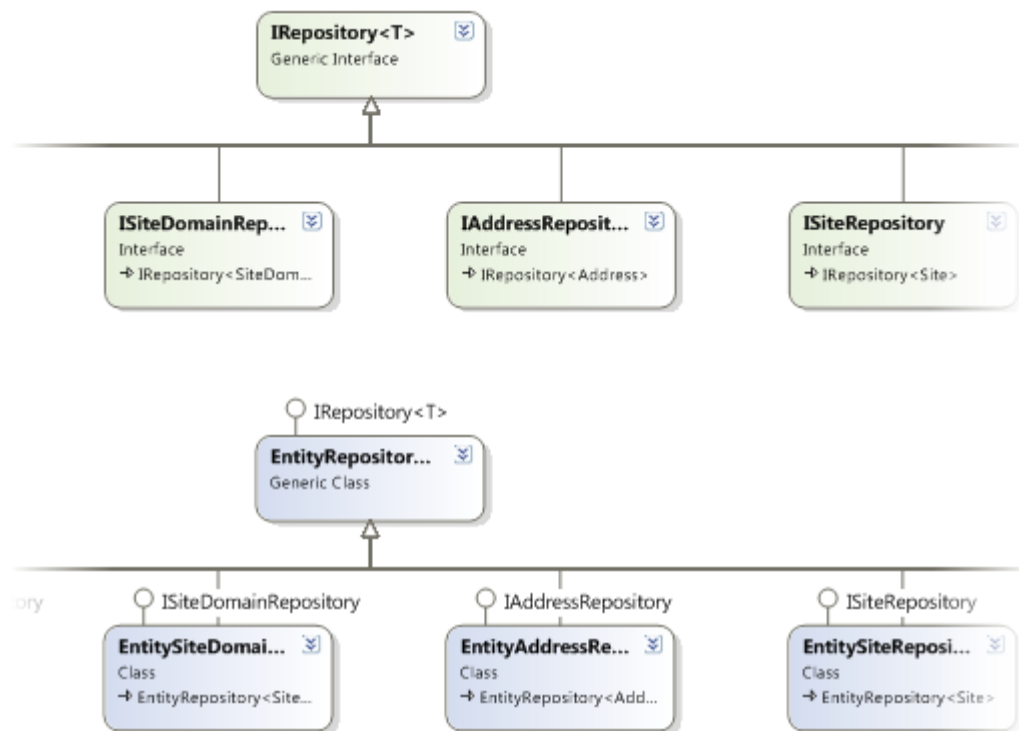 IRepository<T>
Generic Interface
ISiteDomainRep...
Interface
IRepository<SiteDom...
IAddressReposit...
Interface
IRepository<Address>
ISiteRepository
Interface
IRepository<Site>
IRepository<T>
EntityRepositor...
Generic Class
ory
ISiteDomainRepository
EntitySiteDomai...
Class
EntityRepository<Site...
IAddressRepository
EntityAddressRe...
Class
EntityRepository<Add...
ISiteRepository
EntitySiteReposi...
Class
EntityRepository<Site>